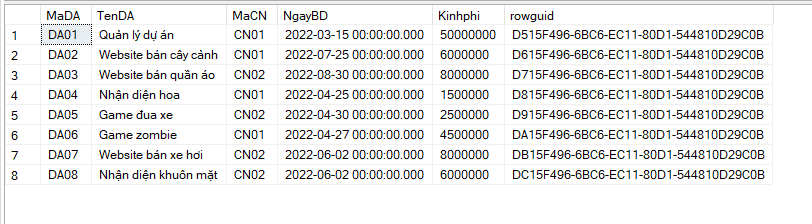 MaDA TenDA MaCN NgayBD Kinhphi rowguid
1 DA01 Quản lý dự án CN01 2022-03-15 00:00:00.000 50000000 D515F496-6BC6-EC11-80D1-544810D29C0B
2 DA02 Website bán cây cảnh CN01 2022-07-25 00:00:00.000 6000000 D615F496-6BC6-EC11-80D1-544810D29C0B
3 DA03 Website bán quần áo CN02 2022-08-30 00:00:00.000 8000000 D715F496-6BC6-EC11-80D1-544810D29C0B
4 DA04 Nhận diện hoa CN01 2022-04-25 00:00:00.000 1500000 D815F496-6BC6-EC11-80D1-544810D29C0B
5 DA05 Game đua xe CN02 2022-04-30 00:00:00.000 2500000 D915F496-6BC6-EC11-80D1-544810D29C0B
6 DA06 Game zombie CN01 2022-04-27 00:00:00.000 4500000 DA15F496-6BC6-EC11-80D1-544810D29C0B
7 DA07 Website bán xe hơi CN02 2022-06-02 00:00:00.000 8000000 DB15F496-6BC6-EC11-80D1-544810D29C0B
8 DA08 Nhận diện khuôn mặt CN02 2022-06-02 00:00:00.000 6000000 DC15F496-6BC6-EC11-80D1-544810D29C0B